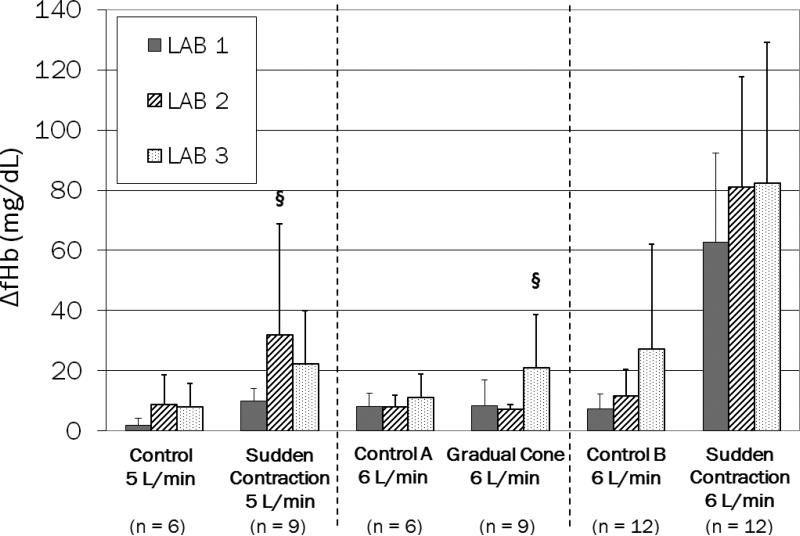 140
120
100
80
60
40
20
0
ΔfHb (mg/dL)
LAB 1
LAB 2
LAB 3
§
§
Control
5 L/min
(n = 6)
Sudden
Contraction
5 L/min
(n = 9)
Control A
6 L/min
(n = 6)
Gradual Cone
6 L/min
(n = 9)
Control B
6 L/min
(n = 12)
Sudden
Contraction
6 L/min
(n = 12)